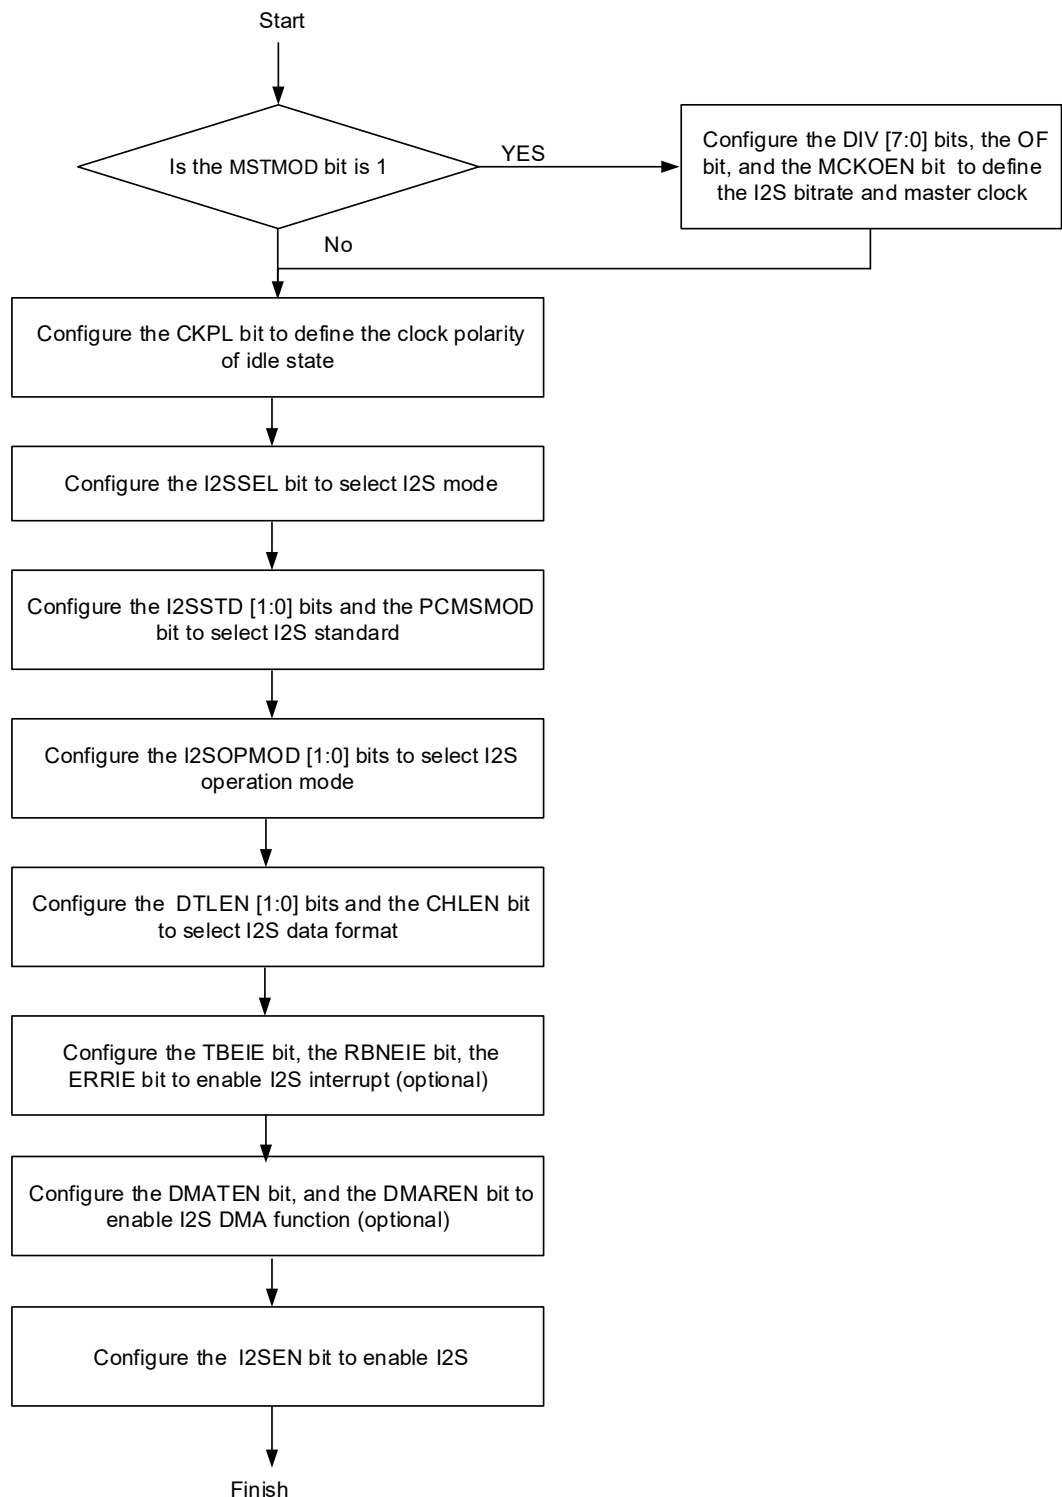 Start
Is the MSTMOD bit is 1
YES
Configure the DIV [7:0] bits, the OF
bit, and the MCKOEN bit  to define
the I2S bitrate and master clock
No
Configure the CKPL bit to define the clock polarity
of idle state
Configure the I2SSEL bit to select I2S mode
Configure the I2SSTD [1:0] bits and the PCMSMOD
bit to select I2S standard
Configure the I2SOPMOD [1:0] bits to select I2S
operation mode
Configure the  DTLEN [1:0] bits and the CHLEN bit
to select I2S data format
Configure the TBEIE bit, the RBNEIE bit, the
ERRIE bit to enable I2S interrupt (optional)
Configure the DMATEN bit, and the DMAREN bit to
enable I2S DMA function (optional)
Configure the  I2SEN bit to enable I2S
Finish